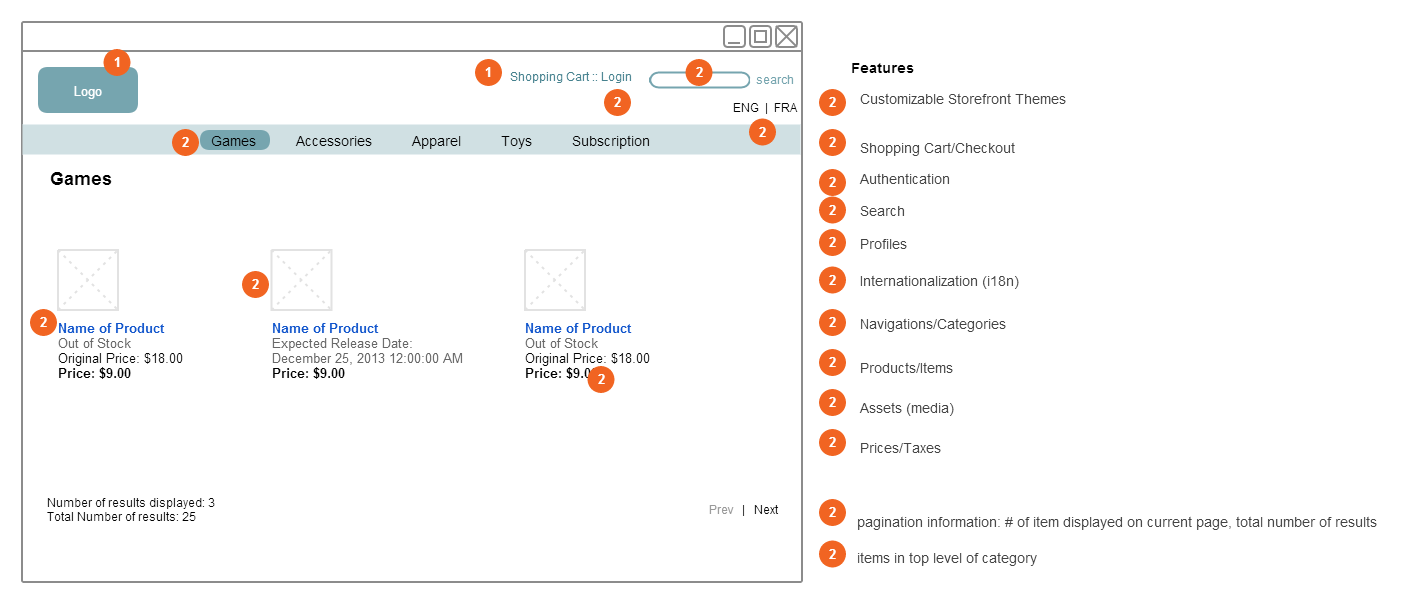 1
Logo
1
Shopping Cart :: Login
2
search
2
ENG | FRA
2
2
Games
Accessories
Apparel
Toys
Subscription
Games
2
2
Name of Product
Out of Stock
Original Price: $18.00
Price: $9.00
Name of Product
Expected Release Date:
December 25, 2013 12:00:00 AM
Price: $9.00
Name of Product
Out of Stock
Original Price: $18.00
Price: $9.0
2
Number of results displayed: 3
Total Number of results: 25
Prev | Next
Features
2 Customizable Storefront Themes
2 Shopping Cart/Checkout
2 Authentication
2 Search
2 Profiles
2 Internationalization (i18n)
2 Navigations/Categories
2 Products/Items
2 Assets (media)
2 Prices/Taxes
2 pagination information: # of item displayed on current page, total number of results
2 items in top level of category